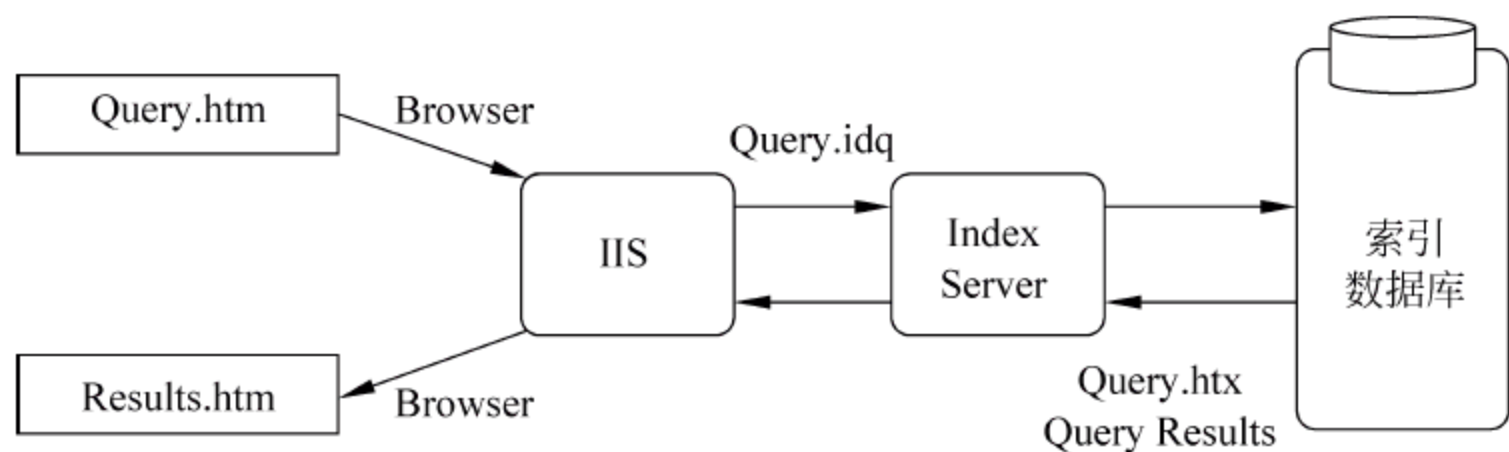 Query.htm
Browser
Query.idq
IIS
Index
Server
索引
数据库
Results.htm
Browser
Query.htx
Query Results